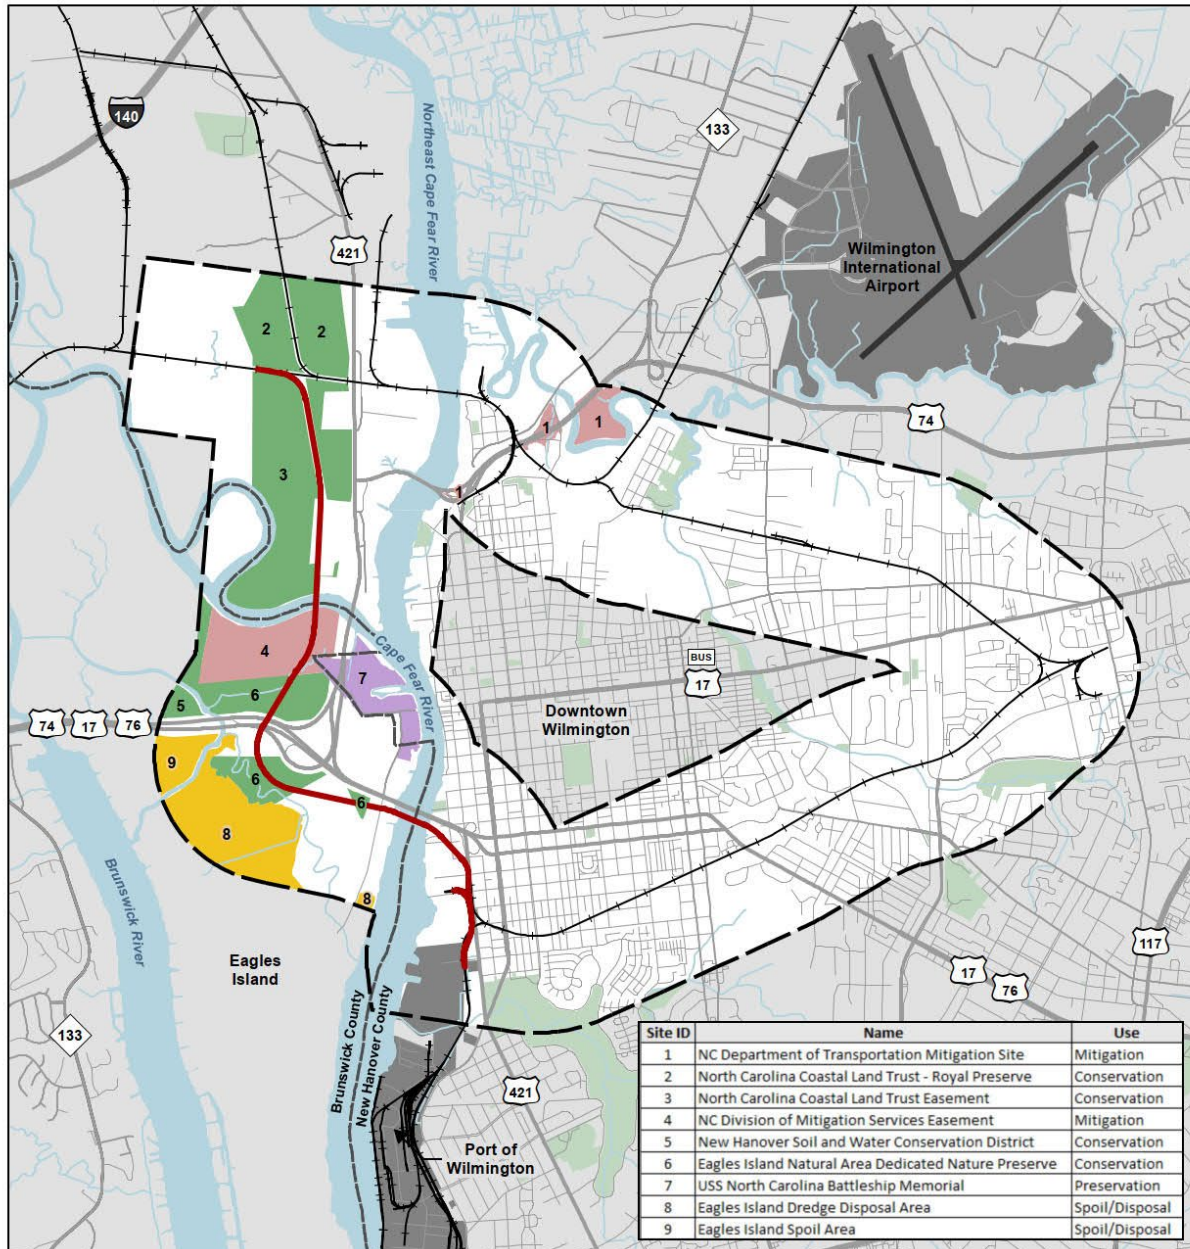 140
133
Northeast Cape Fear River
421
Wilmington
International
Airport
2
2
74
1
1
3
1
4
Cape Fear River
7
BUS
17
5
6
74
17
76
Downtown
Wilmington
9
6
6
8
8
Brunswick River
Eagles
Island
117
17
76
133
Brunswick County
New Hanover County
421
Port of
Wilmington
Site ID Name Use
1 NC Department of Transportation Mitigation Site Mitigation
2 North Carolina Coastal Land Trust - Royal Preserve Conservation
3 North Carolina Coastal Land Trust Easement Conservation
4 NC Division of Mitigation Services Easement Mitigation
5 New Hanover Soil and Water Conservation District Conservation
6 Eagles Island Natural Area Dedicated Nature Preserve Conservation
7 USS North Carolina Battleship Memorial Preservation
8 Eagles Island Dredge Disposal Area Spoil/Disposal
9 Eagles Island Spoil Area Spoil/Disposal